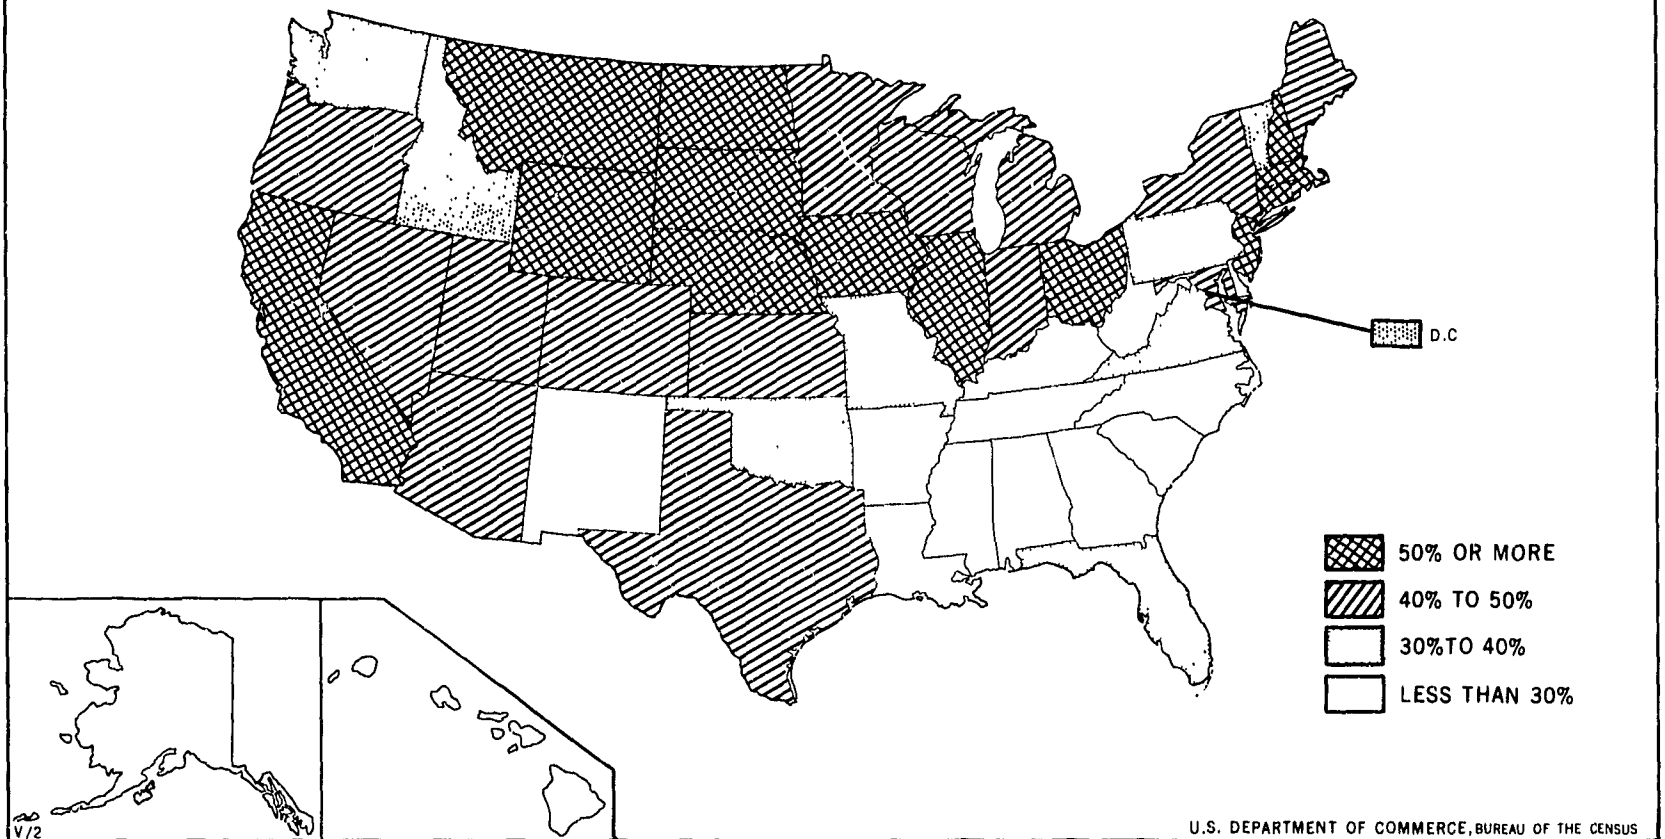 D.C
50% OR MORE
40% TO 50%
30%TO 40%
LESS THAN 30%
V/2
U.S. DEPARTMENT OF COMMERCE, BUREAU OF THE CENSUS